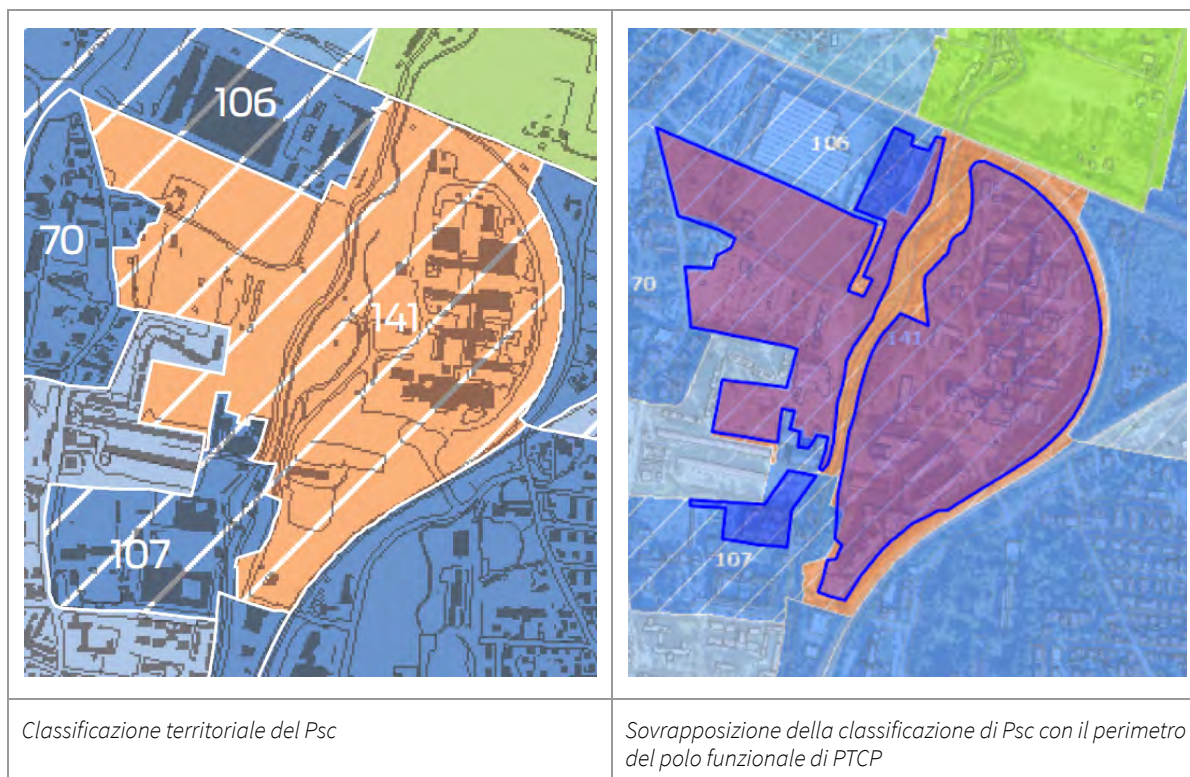 106
70
141
107
106
70
141
107
Classificazione territoriale del Psc
Sovrapposizione della classificazione di Psc con il perimetro
del polo funzionale di PTCP